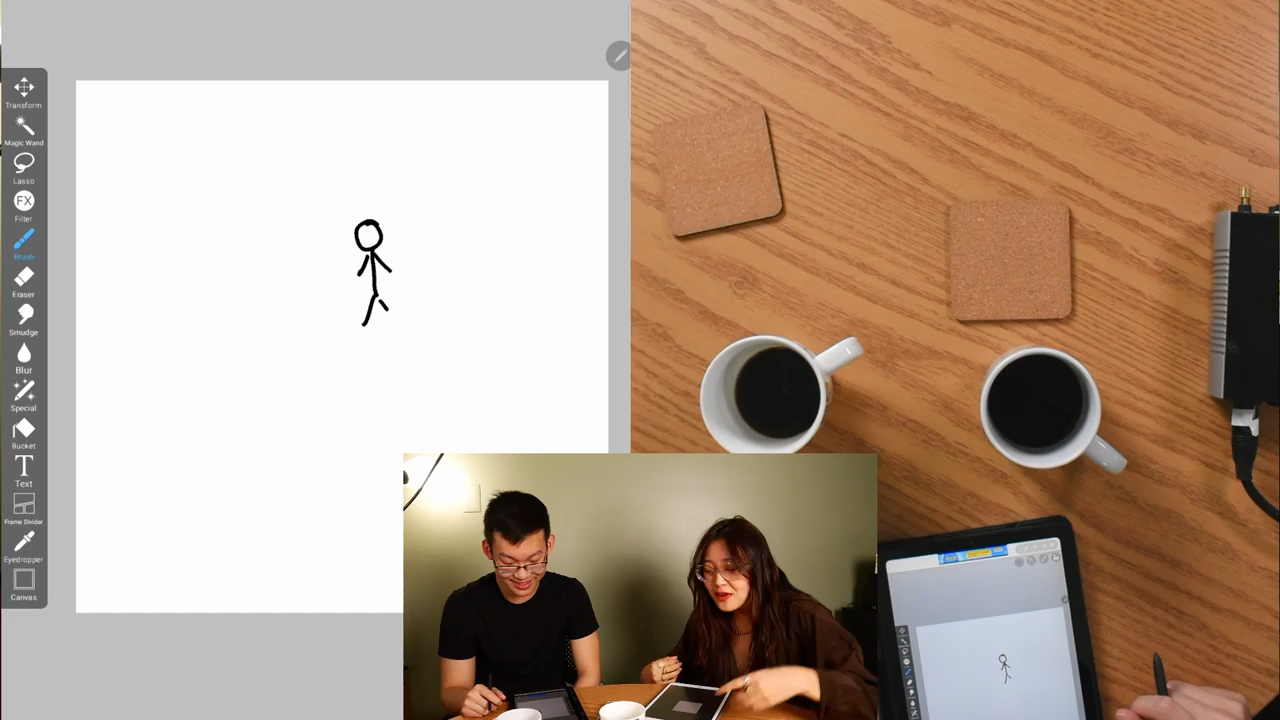 Transform
Magic Wand
Lasso
FX
Filter
Brush
Eraser
Smudge
Blur
Special
Bucket
T
Text
Frame Divider
Eyedropper
Canvas